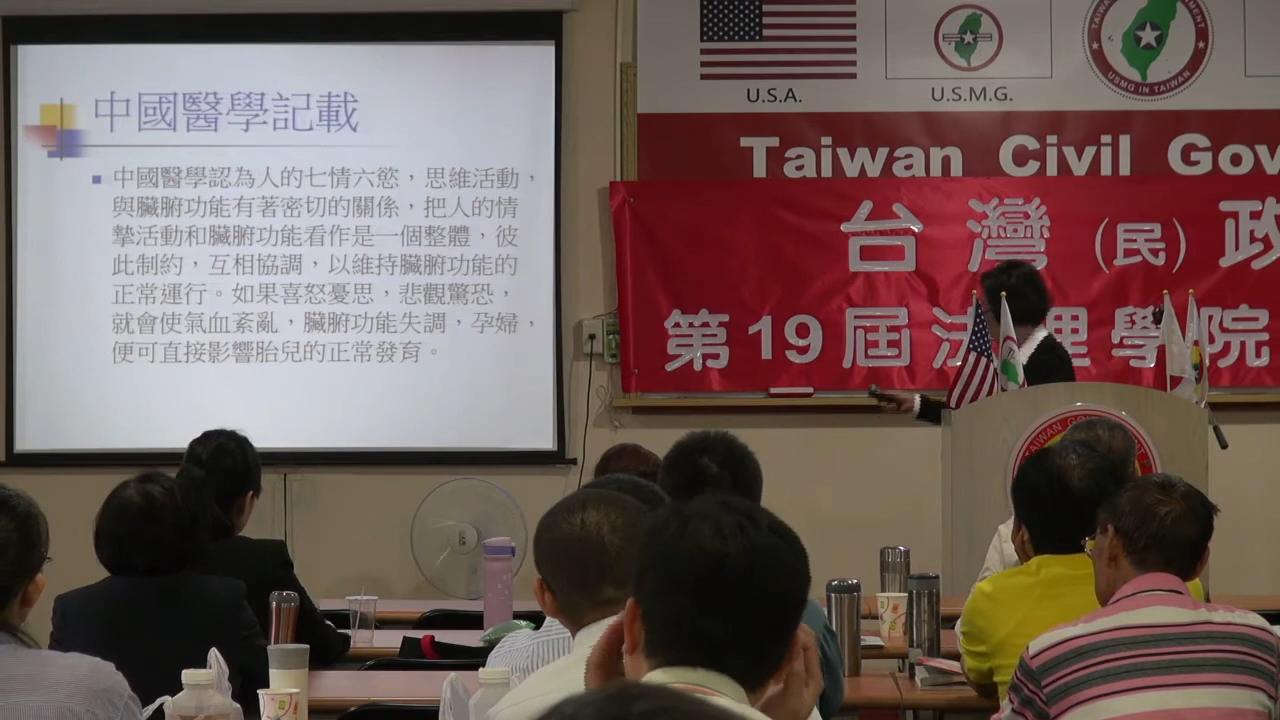 中國醫學記載
中國醫學認為人的七情六慾，思維活動，
與臟腑功能有著密切的關係，把人的情
摯活動和臟腑功能看作是一個整體，彼
此制約，互相協調，以維持臟腑功能的
正常運行。如果喜怒憂思，悲觀驚恐，
就會使氣血紊亂，臟腑功能失調，孕婦，
便可直接影響胎兒的正常發育。
U.S.A.
U.S.M.G.
USMG IN TAIWAN
Taiwan Civil Gov
台灣（民）政
第19屆法理學院
TAIWAN GOVERNMENT